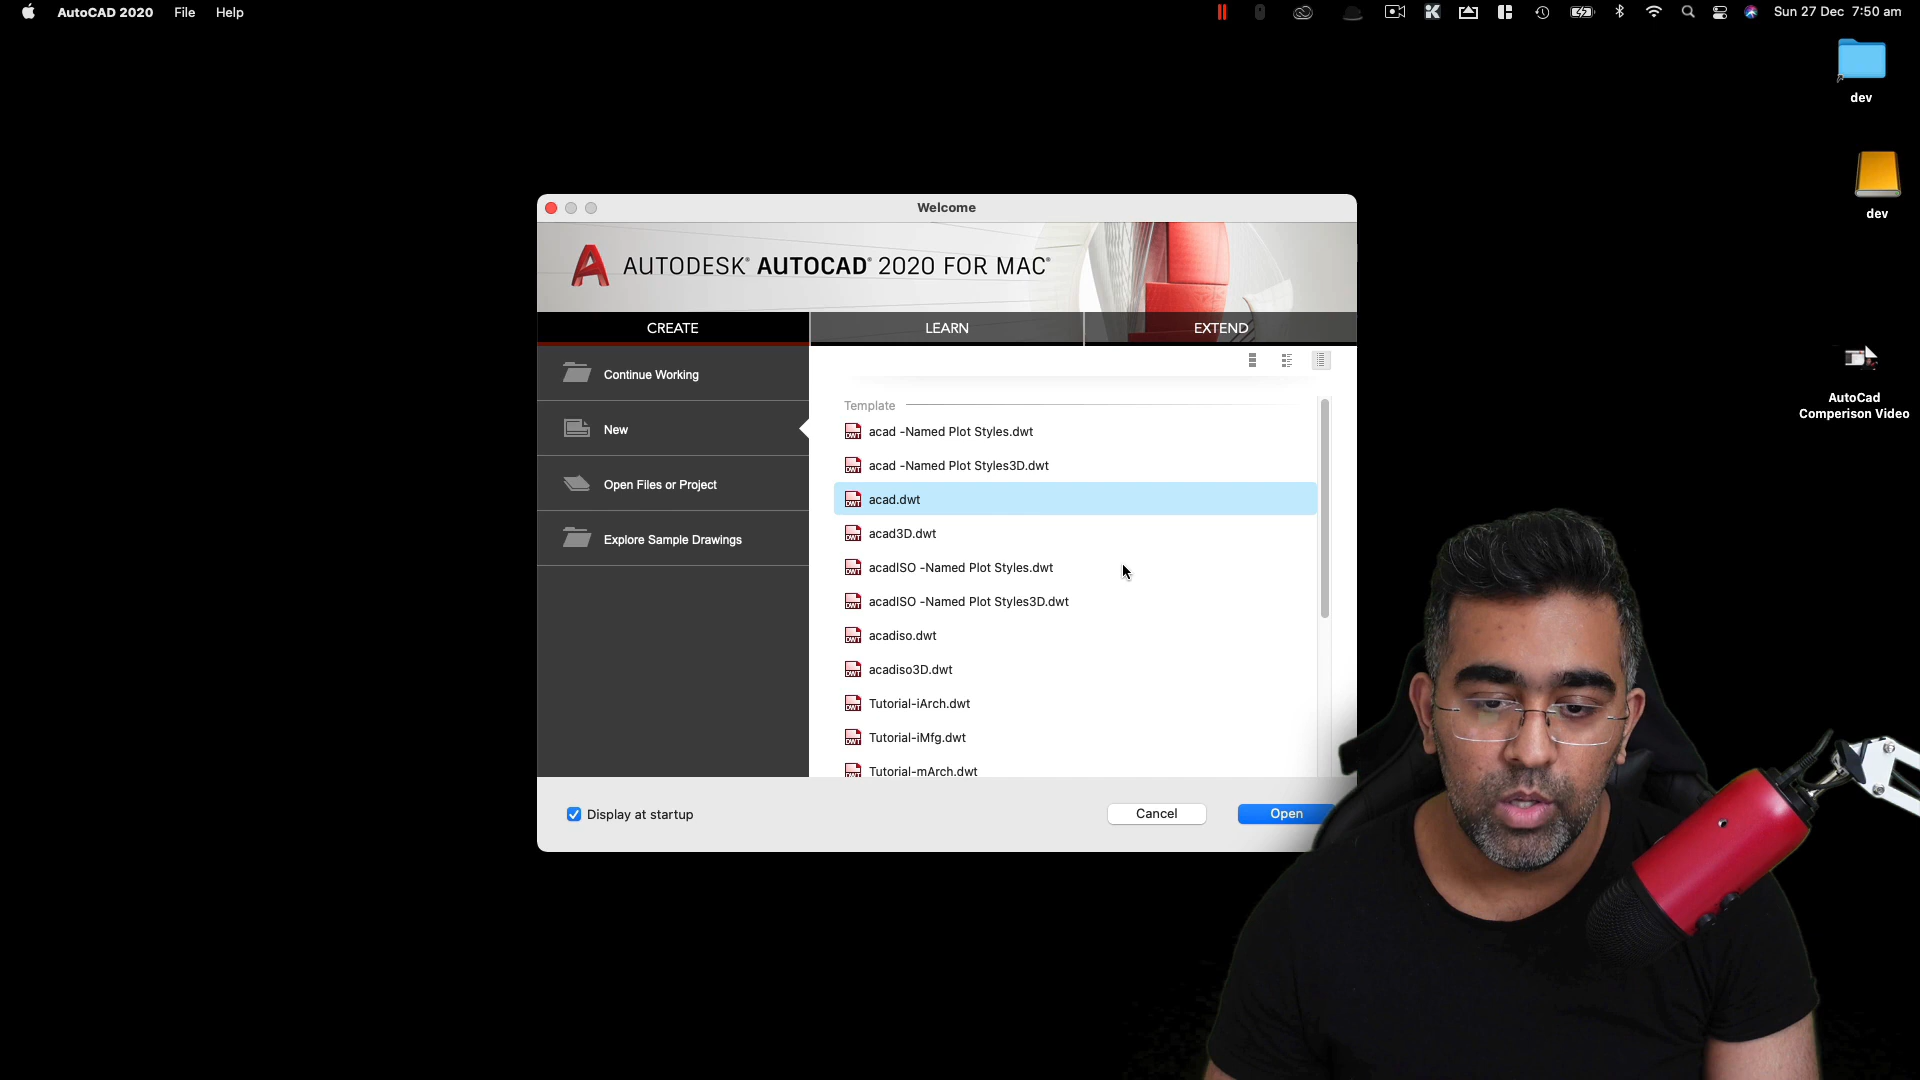 AutoCAD 2020 File Help
Sun 27 Dec 7:50 am
dev
dev
AutoCad
Comperison Video
Welcome
AUTODESK® AUTOCAD® 2020 FOR MAC®
CREATE LEARN EXTEND
Continue Working
New
Open Files or Project
Explore Sample Drawings
Template
acad -Named Plot Styles.dwt
acad -Named Plot Styles3D.dwt
acad.dwt
acad3D.dwt
acadISO -Named Plot Styles.dwt
acadISO -Named Plot Styles3D.dwt
acadiso.dwt
acadiso3D.dwt
Tutorial-iArch.dwt
Tutorial-iMfg.dwt
Tutorial-mArch.dwt
Display at startup
Cancel Open